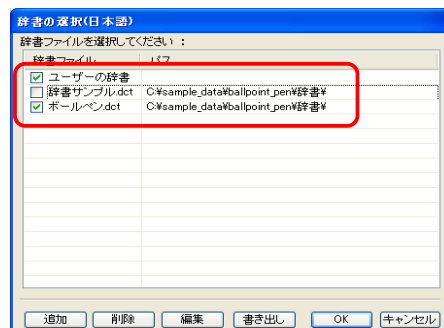 辞書の選択(日本語)
辞書ファイルを選択してください :
辞書ファイル パス
ユーザーの辞書
辞書サンプル.dct C:¥sample_data¥ballpoint_pen¥辞書¥
ボールペン.dct C:¥sample_data¥ballpoint_pen¥辞書¥
追加 削除 編集 書き出し OK キャンセル